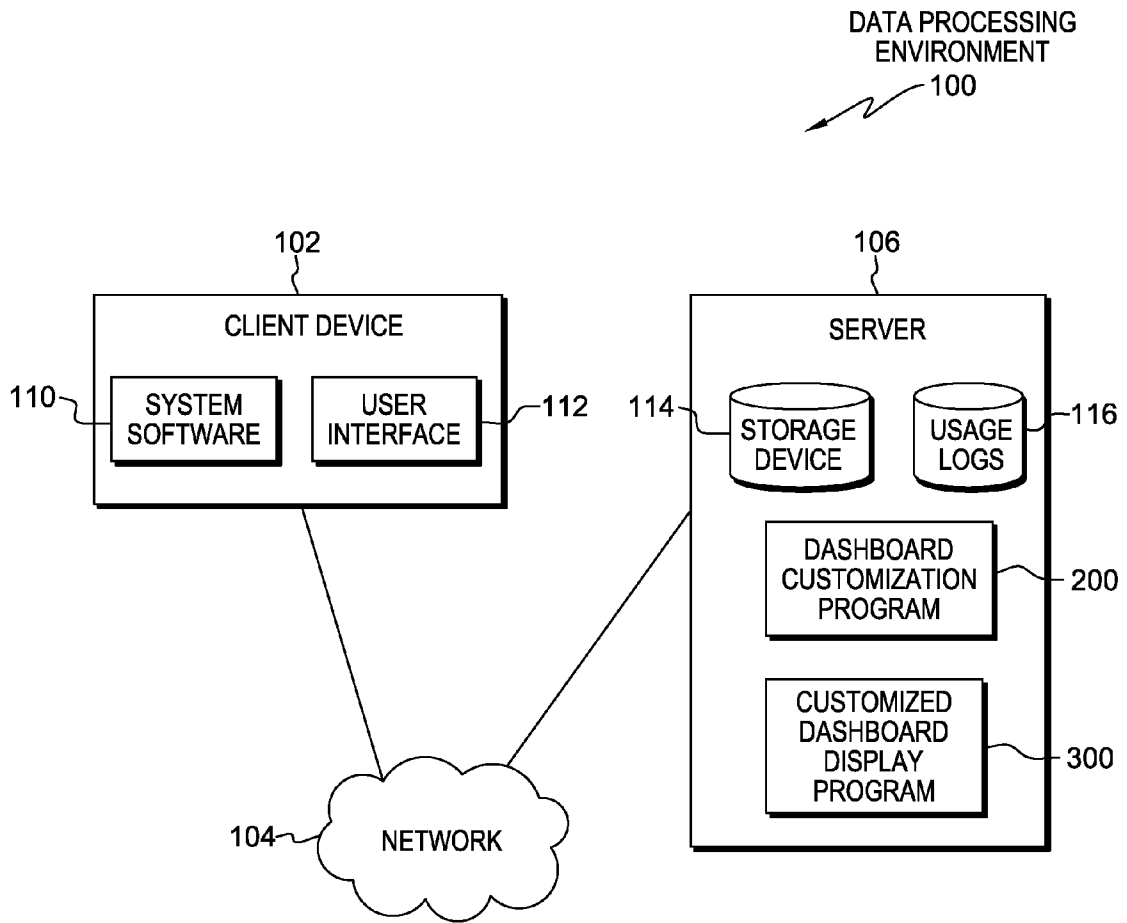 DATA PROCESSING
ENVIRONMENT
100
102
CLIENT DEVICE
110
SYSTEM
SOFTWARE
USER
INTERFACE
112
106
SERVER
114
STORAGE
DEVICE
USAGE
LOGS
116
DASHBOARD
CUSTOMIZATION
PROGRAM
200
CUSTOMIZED
DASHBOARD
DISPLAY
PROGRAM
300
104
NETWORK